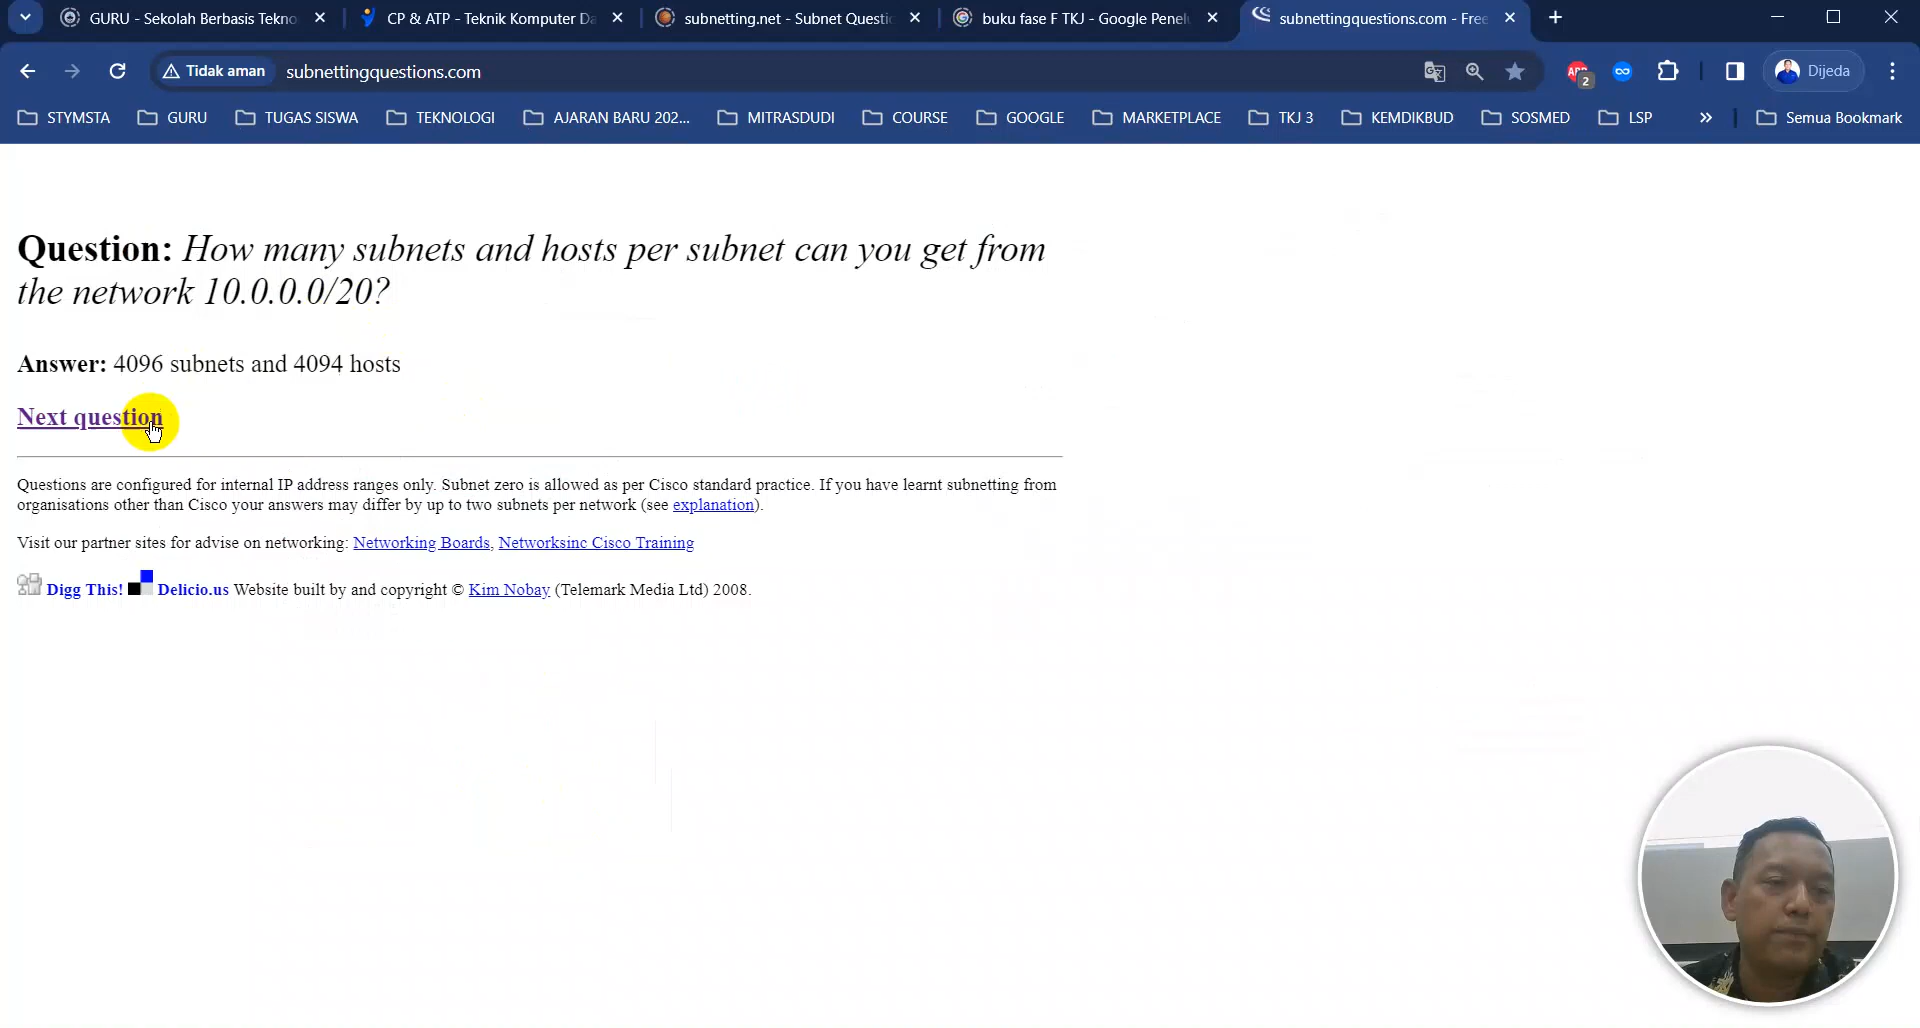 GURU - Sekolah Berbasis Tekno
CP & ATP - Teknik Komputer Da
subnetting.net - Subnet Questi
buku fase F TKJ - Google Penel
subnettingquestions.com - Free
Tidak aman
subnettingquestions.com
ABP
2
Dijeda
STYMSTA
GURU
TUGAS SISWA
TEKNOLOGI
AJARAN BARU 202...
MITRASDUDI
COURSE
GOOGLE
MARKETPLACE
TKJ 3
KEMDIKBUD
SOSMED
LSP
»
Semua Bookmark
Question: How many subnets and hosts per subnet can you get from
the network 10.0.0.0/20?
Answer: 4096 subnets and 4094 hosts
Next question
Questions are configured for internal IP address ranges only. Subnet zero is allowed as per Cisco standard practice. If you have learnt subnetting from
organisations other than Cisco your answers may differ by up to two subnets per network (see explanation).
Visit our partner sites for advise on networking: Networking Boards, Networksinc Cisco Training
Digg This! Delicio.us Website built by and copyright © Kim Nobay (Telemark Media Ltd) 2008.